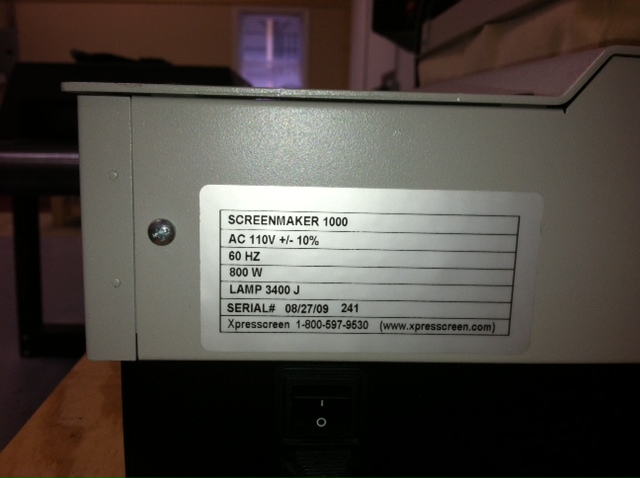 SCREENMAKER 1000
AC 110V +/- 10%
60 HZ
800 W
LAMP 3400 J
SERIAL# 08/27/09 241
Xpresscreen 1-800-597-9530 (www.xpresscreen.com)